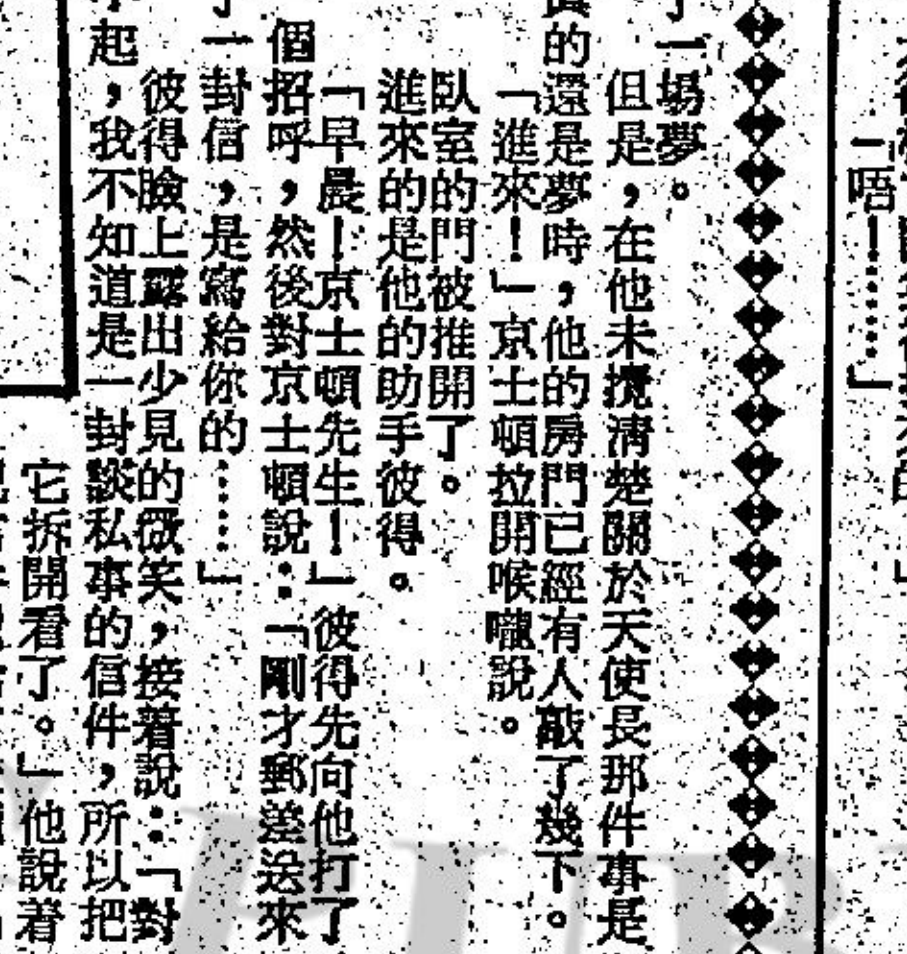 唔！⋯⋯」
了一場夢。
但是，在他未攪清楚關於天使長那件事是
真的還是夢時，他的房門已經有人敲了幾下。
「進來！」京士頓拉開喉嚨說。
臥室的門被推開了。
進來的是他的助手彼得。
「早晨！京士頓先生！」彼得先向他打了
個招呼，然後對京士頓說：「剛才郵差送來
了一封信，是寫給你的⋯⋯」
彼得臉上露出少見的微笑，接着說：「對
不起，我不知道是一封談私事的信件，所以把
它拆開看了。」他說着